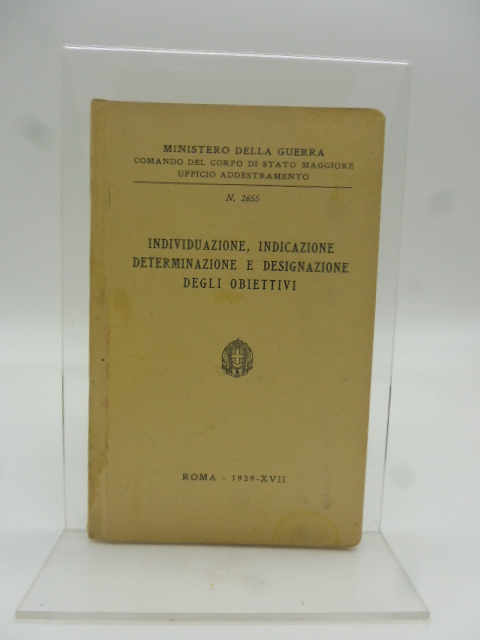 MINISTERO DELLA GUERRA
COMANDO DEL CORPO DI STATO MAGGIORE
UFFICIO ADDESTRAMENTO
N. 2655
INDIVIDUAZIONE, INDICAZIONE
DETERMINAZIONE E DESIGNAZIONE
DEGLI OBIETTIVI
ROMA - 1939-XVII